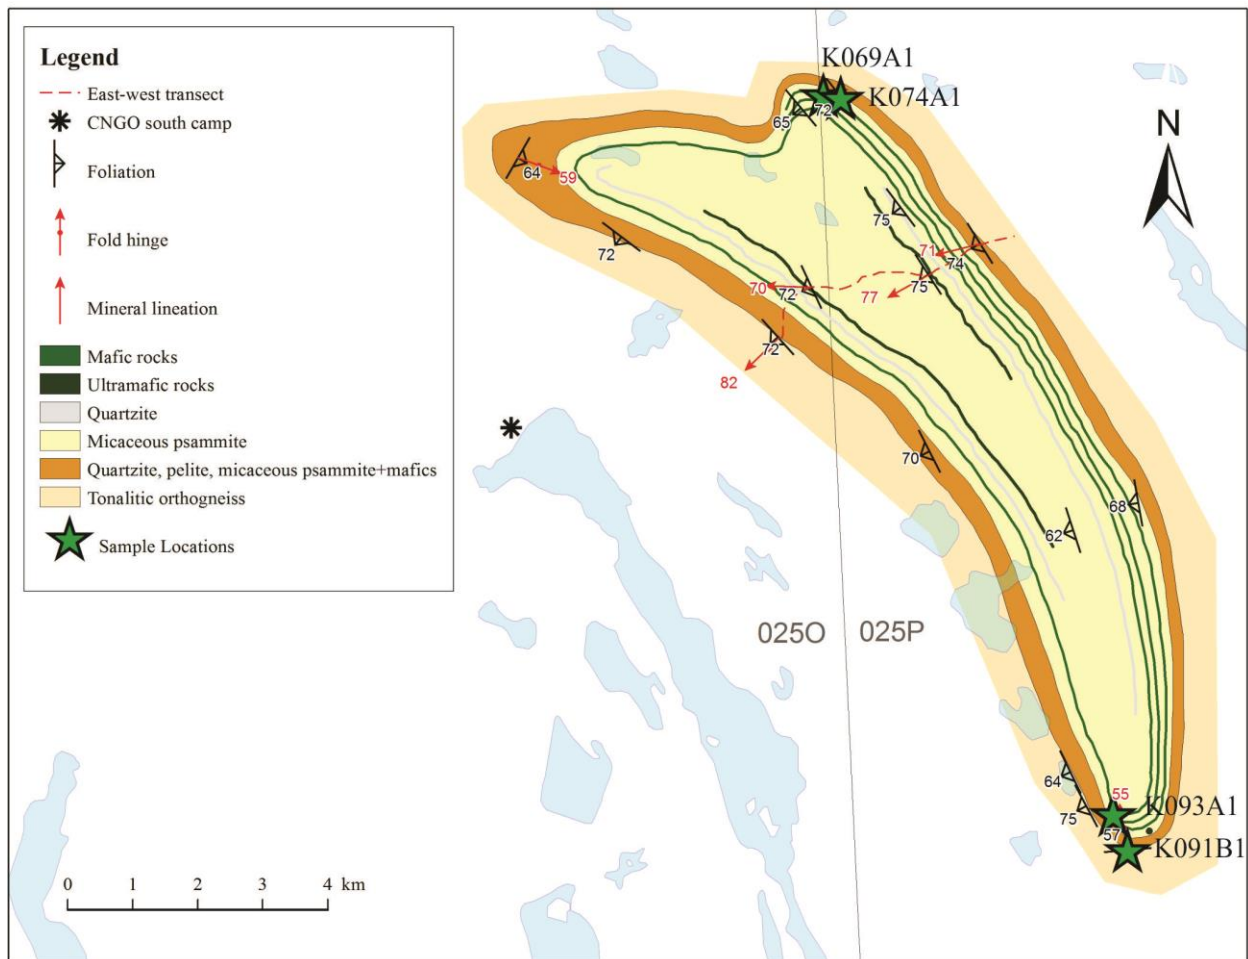 Legend
East-west transect
CNGO south camp
Foliation
Fold hinge
Mineral lineation
Mafic rocks
Ultramafic rocks
Quartzite
Micaceous psammite
Quartzite, pelite, micaceous psammite+mafics
Tonalitic orthogneiss
Sample Locations
K069A1
K074A1
N
65
72
64
59
72
75
71
74
75
77
70
72
72
82
70
68
62
025O
025P
64
75
55
57
K093A1
K091B1
0 1 2 3 4 km